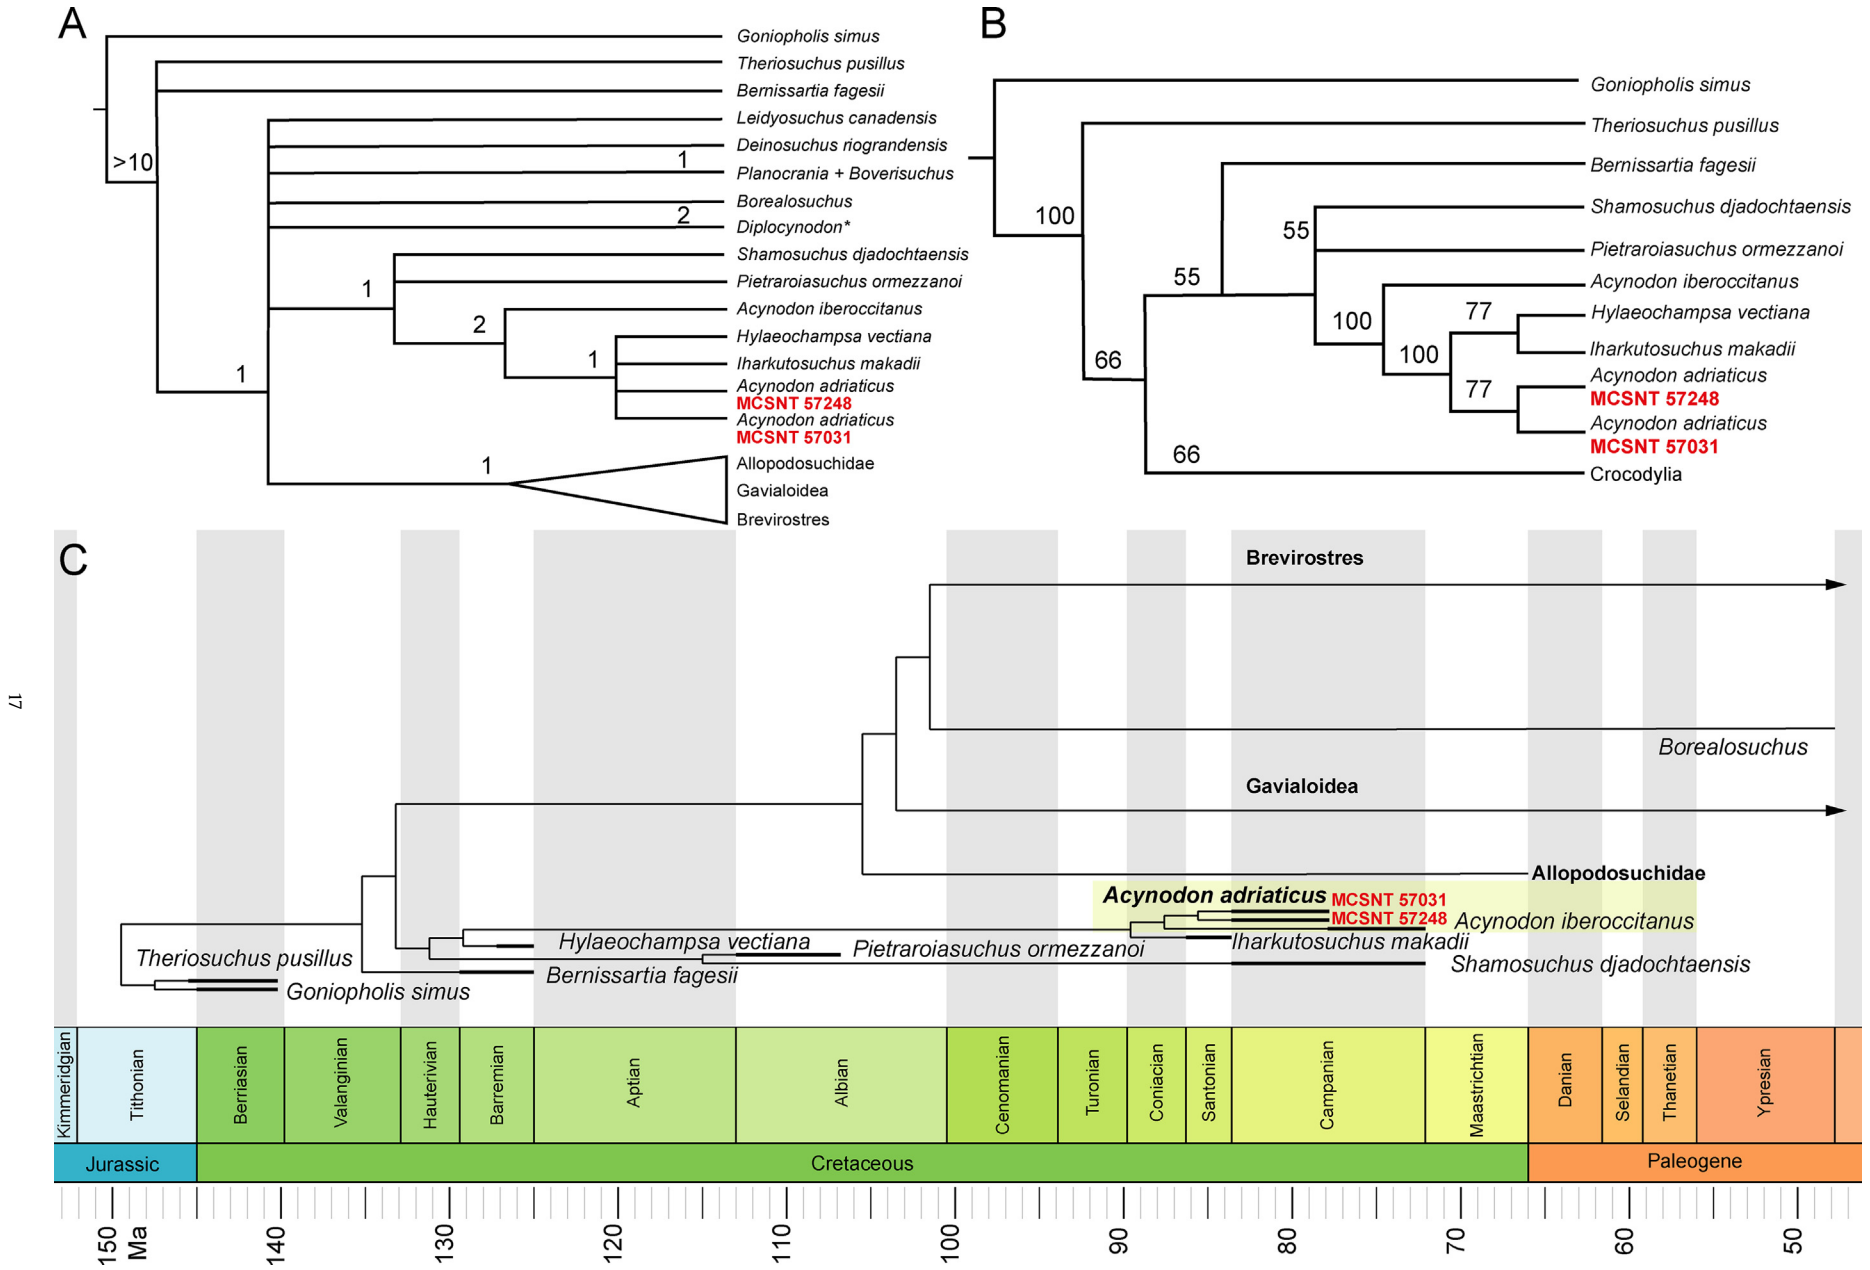 A
Goniopholis simus
Theriosuchus pusillus
Bernissartia fagesii
Leidyosuchus canadensis
Deinosuchus riograndensis
1
Planocrania + Boverisuchus
Borealosuchus
2
Diplocynodon*
Shamosuchus djadochtaensis
Pietraroiasuchus ormezzanoi
Acynodon iberoccitanus
Hylaeochampsa vectiana
Iharkutosuchus makadii
Acynodon adriaticus
MCSNT 57248
Acynodon adriaticus
MCSNT 57031
Allopodosuchidae
Gavialoidea
Brevirostres
>10
1
1
2
1
1
B
Goniopholis simus
Theriosuchus pusillus
Bernissartia fagesii
Shamosuchus djadochtaensis
Pietraroiasuchus ormezzanoi
Acynodon iberoccitanus
Hylaeochampsa vectiana
Iharkutosuchus makadii
Acynodon adriaticus
MCSNT 57248
Acynodon adriaticus
MCSNT 57031
Crocodylia
100
66
55
55
100
100
77
77
66
C
Brevirostres
Borealosuchus
Gavialoidea
Allopodosuchidae
Acynodon adriaticus MCSNT 57031
MCSNT 57248 Acynodon iberoccitanus
Hylaeochampsa vectiana
Iharkutosuchus makadii
Pietraroiasuchus ormezzanoi
Theriosuchus pusillus
Shamosuchus djadochtaensis
Bernissartia fagesii
Goniopholis simus
Kimmeridgian
Tithonian
Berriasian
Valanginian
Hauterivian
Barremian
Aptian
Albian
Cenomanian
Turonian
Coniacian
Santonian
Campanian
Maastrichtian
Danian
Selandian
Thanetian
Ypresian
Jurassic
Cretaceous
Paleogene
150
Ma
140
130
120
110
100
90
80
70
60
50
17